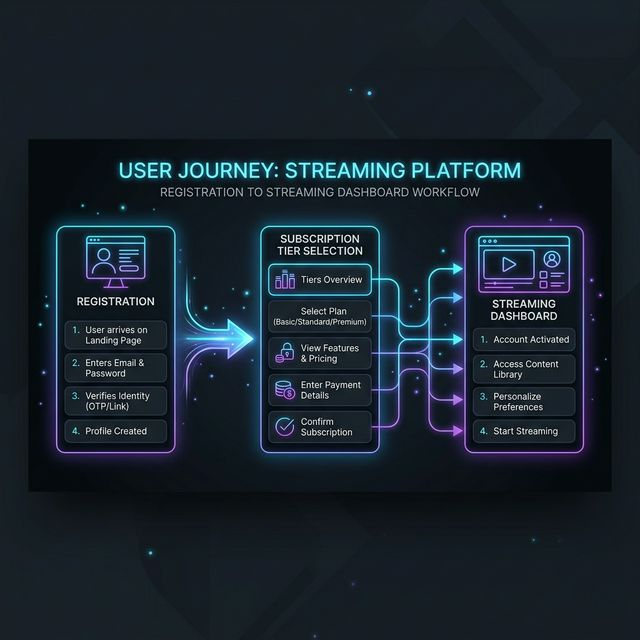 USER JOURNEY: STREAMING PLATFORM
REGISTRATION TO STREAMING DASHBOARD WORKFLOW
REGISTRATION
1. User arives on
Landing Page
2. Enters Email &
Password
3. Verifies Identity
(OTP/Link)
4. Profile Created
SUBSCRIPTION
TIER SELECTION
Tiers Overview
Select Plan
(Basic/Standard/Premium)
View Features
& Pricing
Enter Payment
Details
Confirm
Subscription
STREAMING
DASHBOARD
1. Account Activated
2. Access Content
Library
3. Personalize
Preferences
4. Start Streaming